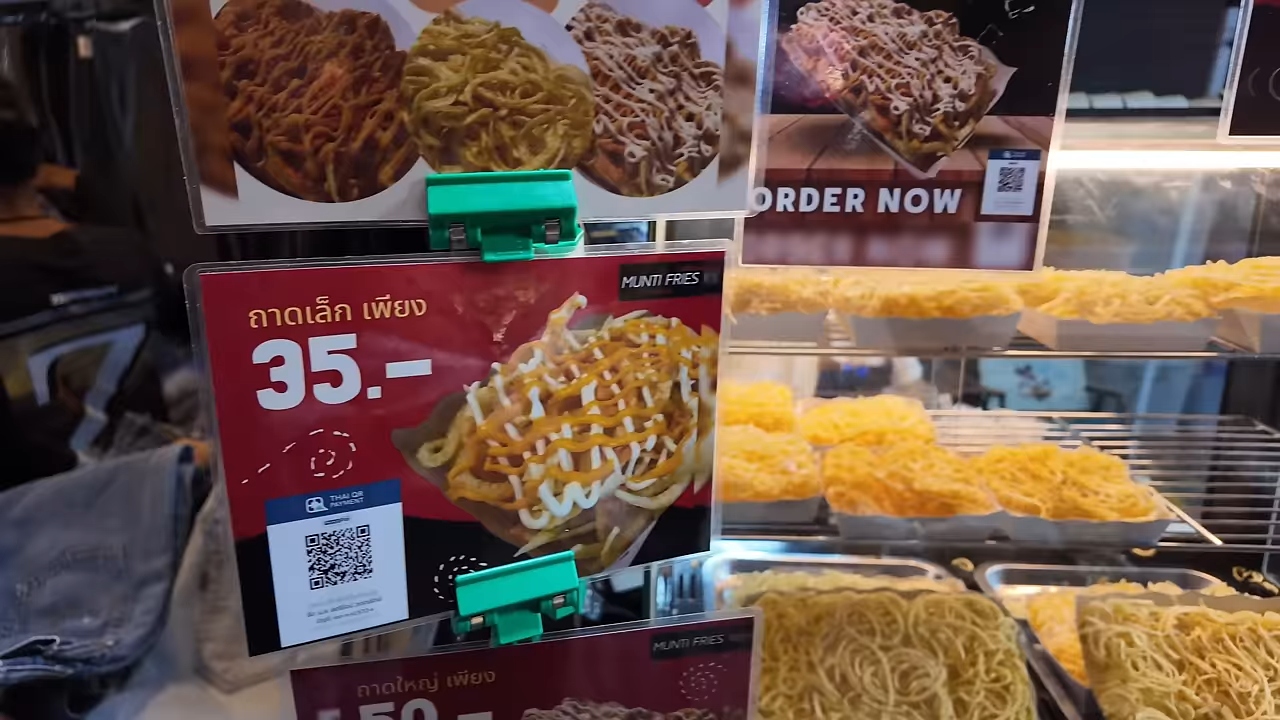 ORDER NOW
MUNTI FRIES
ถาดเล็ก เพียง
35.-
THAI QR
PAYMENT
MUNTI FRIES
ถาดใหญ่ เพียง
59.-